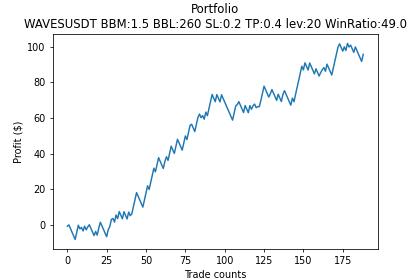 Portfolio
WAVESUSDT BBM:1.5 BBL:260 SL:0.2 TP:0.4 lev:20 WinRatio:49.0
100
80
60
40
20
0
Profit ($)
0 25 50 75 100 125 150 175
Trade counts